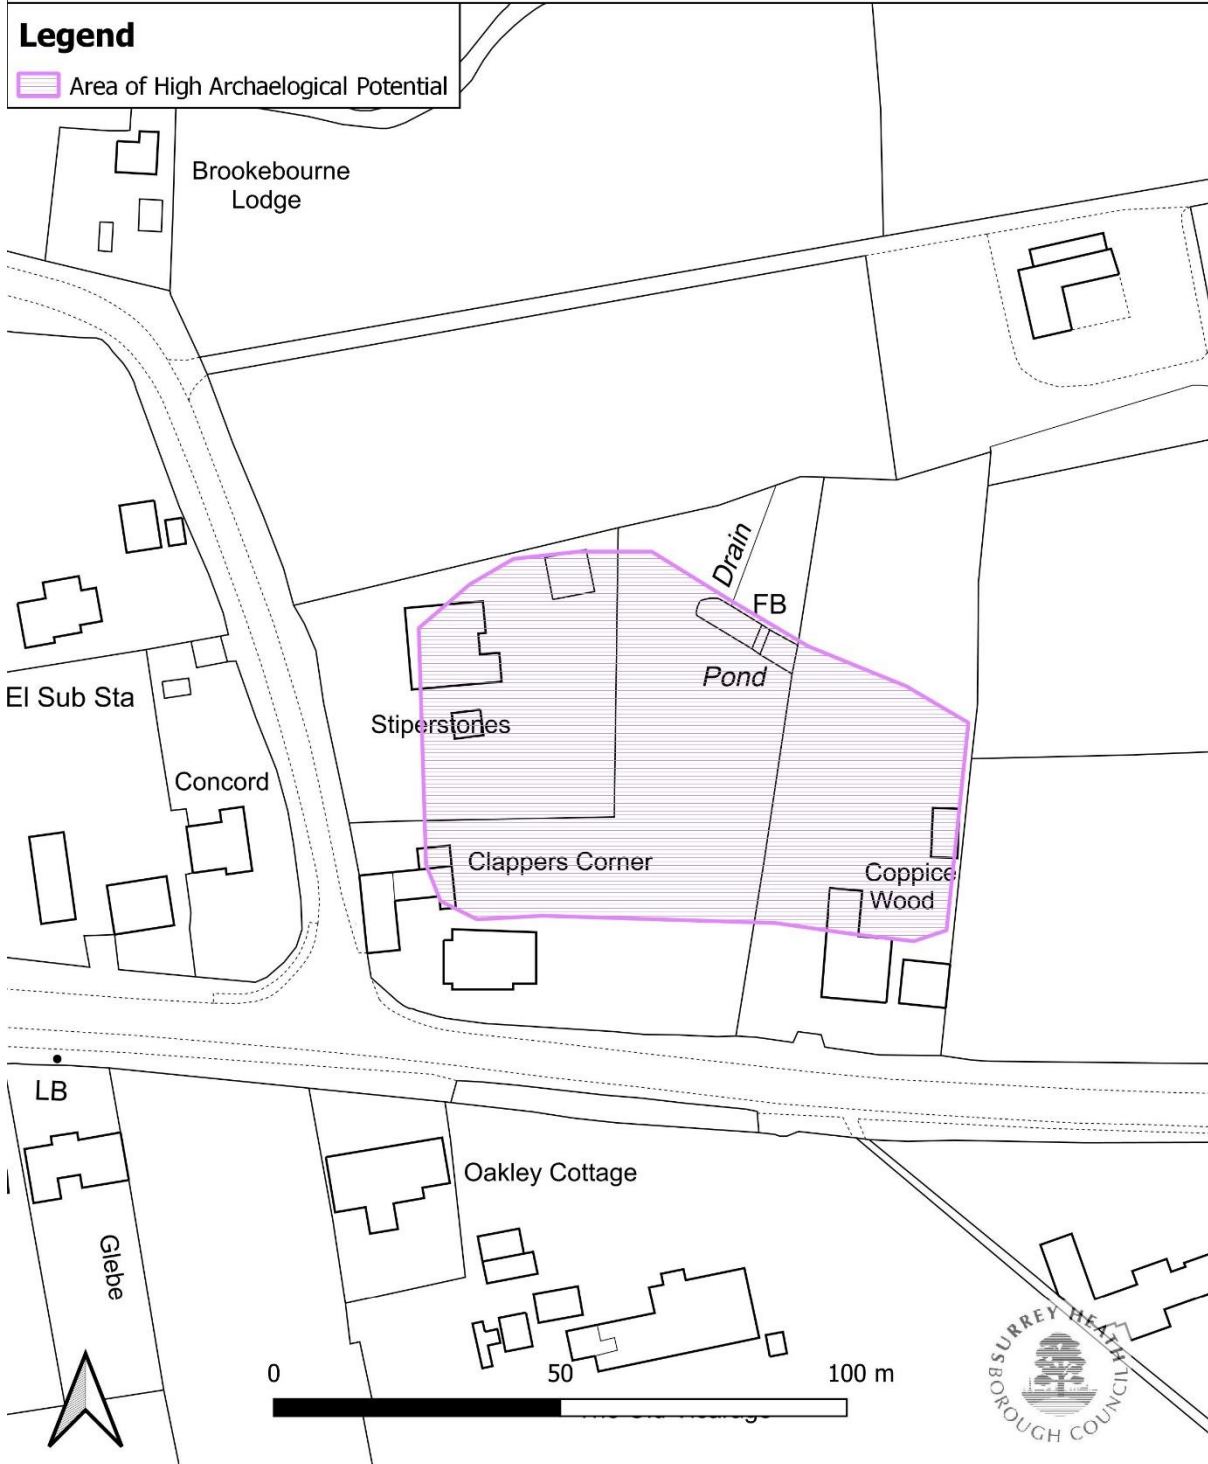 Legend
Area of High Archaelogical Potential
Brookebourne
Lodge
Drain
FB
Pond
El Sub Sta
Stiperstones
Concord
Clappers Corner
Coppice
Wood
LB
Oakley Cottage
Glebe
0 50 100 m
SURREY HEATH
BOROUGH COUNCIL